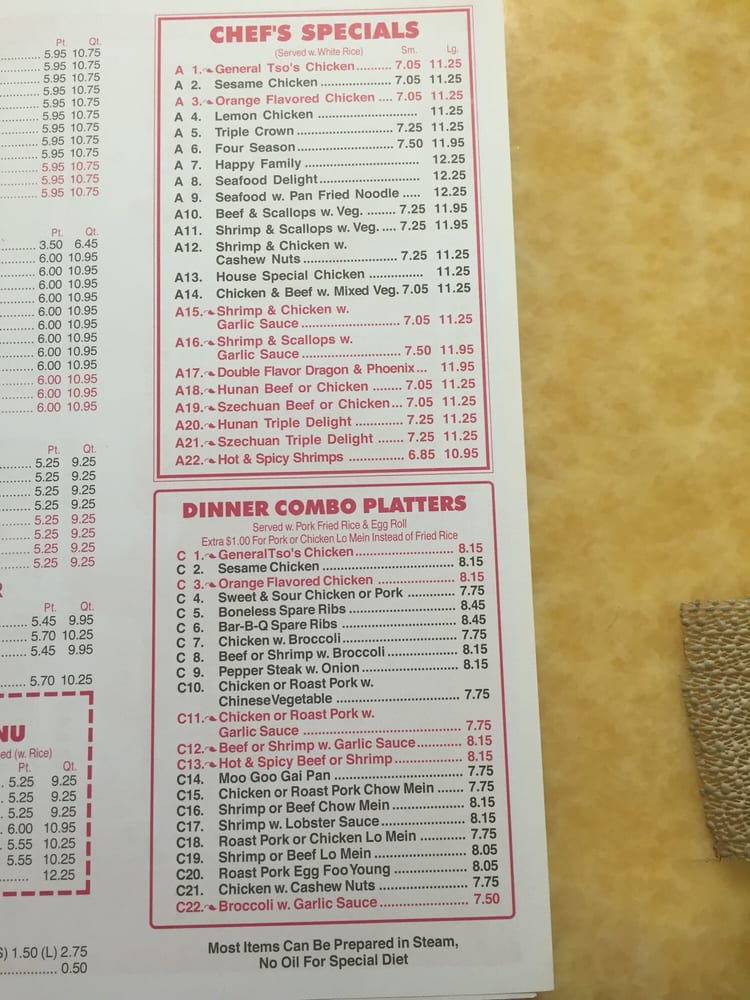 Pt. Qt.
5.95 10.75
5.95 10.75
5.95 10.75
5.95 10.75
5.95 10.75
5.95 10.75
5.95 10.75
5.95 10.75
5.95 10.75
5.95 10.75
5.95 10.75
5.95 10.75
Pt. Qt.
3.50 6.45
6.00 10.95
6.00 10.95
6.00 10.95
6.00 10.95
6.00 10.95
6.00 10.95
6.00 10.95
6.00 10.95
6.00 10.95
6.00 10.95
6.00 10.95
6.00 10.95
Pt. Qt.
5.25 9.25
5.25 9.25
5.25 9.25
5.25 9.25
5.25 9.25
5.25 9.25
5.25 9.25
5.25 9.25
Pt. Qt.
5.45 9.95
5.70 10.25
5.45 9.95
5.70 10.25
NU
ed (w. Rice)
Pt. Qt.
5.25 9.25
5.25 9.25
5.25 9.25
6.00 10.95
5.55 10.25
5.55 10.25
12.25
S) 1.50 (L) 2.75
0.50
CHEF'S SPECIALS
(Served w. White Rice) Sm. Lg.
A 1. General Tso's Chicken.......... 7.05 11.25
A 2. Sesame Chicken .................. 7.05 11.25
A 3. Orange Flavored Chicken .... 7.05 11.25
A 4. Lemon Chicken ......................... 11.25
A 5. Triple Crown ........................ 7.25 11.25
A 6. Four Season ........................ 7.50 11.95
A 7. Happy Family ............................ 12.25
A 8. Seafood Delight ......................... 12.25
A 9. Seafood w. Pan Fried Noodle ..... 12.25
A10. Beef & Scallops w. Veg. ........ 7.25 11.95
A11. Shrimp & Scallops w. Veg. .... 7.25 11.95
A12. Shrimp & Chicken w.
Cashew Nuts ........................ 7.25 11.25
A13. House Special Chicken .............. 11.25
A14. Chicken & Beef w. Mixed Veg. 7.05 11.25
A15. Shrimp & Chicken w.
Garlic Sauce ........................ 7.05 11.25
A16. Shrimp & Scallops w.
Garlic Sauce ........................ 7.50 11.95
A17. Double Flavor Dragon & Phoenix... 11.95
A18. Hunan Beef or Chicken ........ 7.05 11.25
A19. Szechuan Beef or Chicken... 7.05 11.25
A20. Hunan Triple Delight ............. 7.25 11.25
A21. Szechuan Triple Delight ....... 7.25 11.25
A22. Hot & Spicy Shrimps .............. 6.85 10.95
DINNER COMBO PLATTERS
Served w. Pork Fried Rice & Egg Roll
Extra $1.00 For Pork or Chicken Lo Mein Instead of Fried Rice
C 1. GeneralTso's Chicken........................ 8.15
C 2. Sesame Chicken ................................ 8.15
C 3. Orange Flavored Chicken .................... 8.15
C 4. Sweet & Sour Chicken or Pork ............ 7.75
C 5. Boneless Spare Ribs .......................... 8.45
C 6. Bar-B-Q Spare Ribs ............................ 8.45
C 7. Chicken w. Broccoli............................. 7.75
C 8. Beef or Shrimp w. Broccoli .................. 8.15
C 9. Pepper Steak w. Onion ....................... 8.15
C10. Chicken or Roast Pork w.
ChineseVegetable ............................. 7.75
C11. Chicken or Roast Pork w.
Garlic Sauce ..................................... 7.75
C12. Beef or Shrimp w. Garlic Sauce........... 8.15
C13. Hot & Spicy Beef or Shrimp................. 8.15
C14. Moo Goo Gai Pan .............................. 7.75
C15. Chicken or Roast Pork Chow Mein ...... 7.75
C16. Shrimp or Beef Chow Mein ................. 8.15
C17. Shrimp w. Lobster Sauce.................... 8.15
C18. Roast Pork or Chicken Lo Mein ........... 7.75
C19. Shrimp or Beef Lo Mein ...................... 8.05
C20. Roast Pork Egg FooYoung .................. 8.05
C21. Chicken w. Cashew Nuts .................... 7.75
C22. Broccoli w. Garlic Sauce..................... 7.50
Most Items Can Be Prepared in Steam,
No Oil For Special Diet